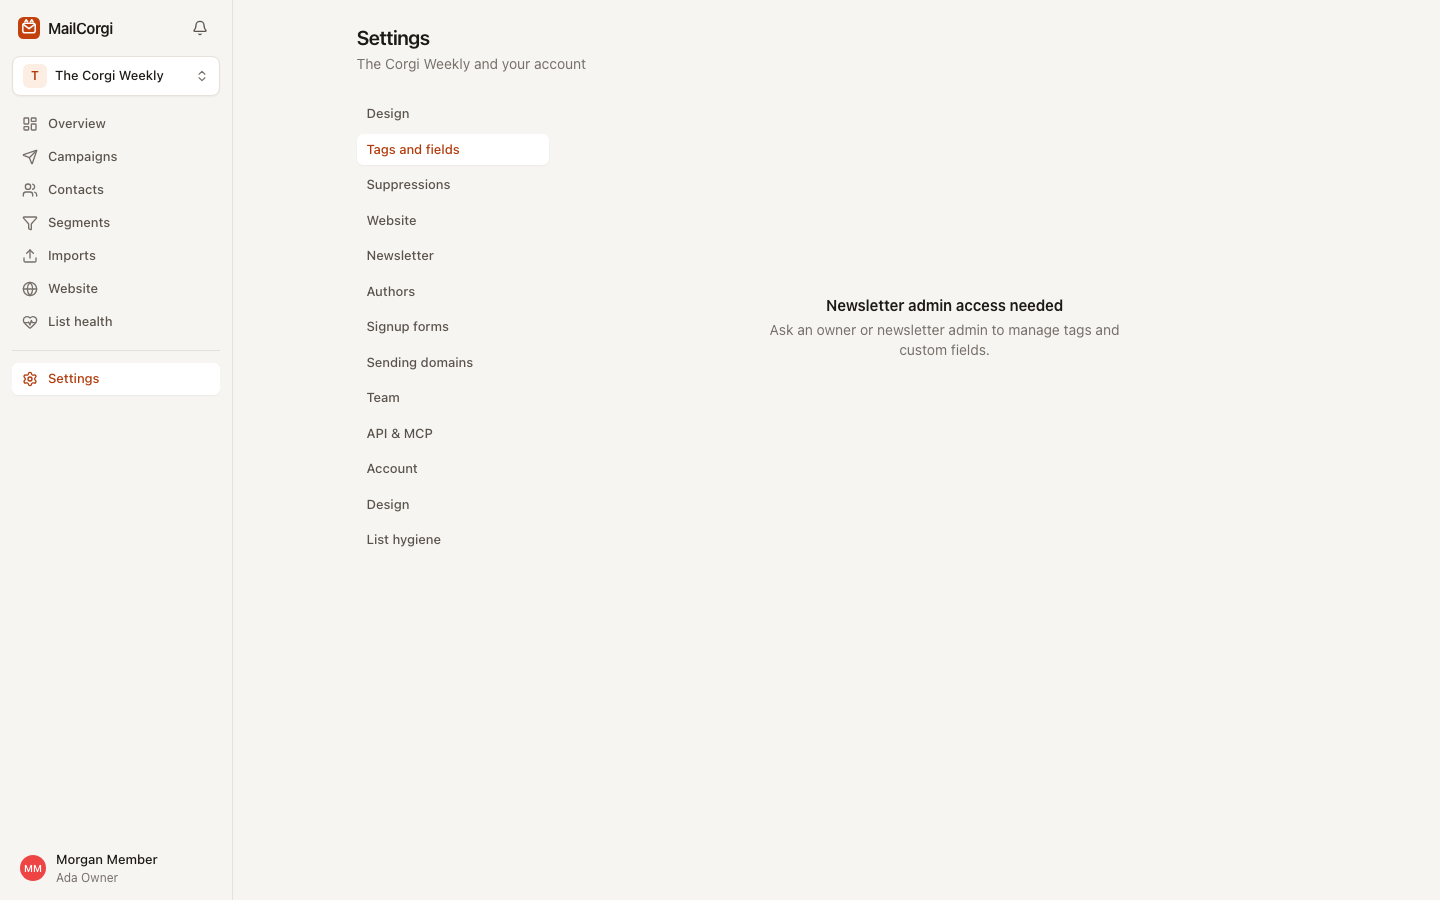 MailCorgi
T
The Corgi Weekly
Overview
Campaigns
Contacts
Segments
Imports
Website
List health
Settings
MM
Morgan Member
Ada Owner
Settings
The Corgi Weekly and your account
Design
Tags and fields
Suppressions
Website
Newsletter
Authors
Signup forms
Sending domains
Team
API & MCP
Account
Design
List hygiene
Newsletter admin access needed
Ask an owner or newsletter admin to manage tags and
custom fields.